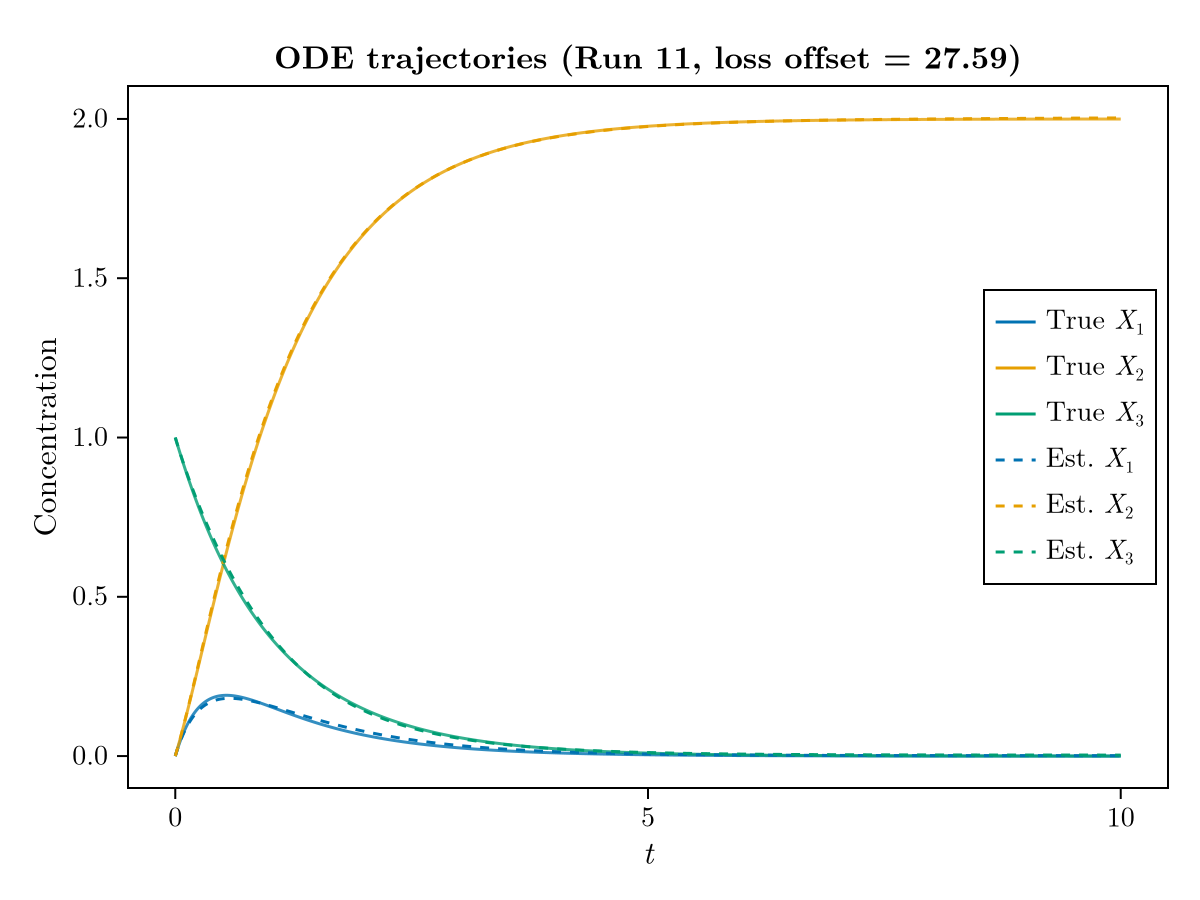 ODE trajectories (Run 11, loss offset = 27.59)
2.0
1.5
1.0
0.5
0.0
Concentration
0
5
10
t
True X₁
True X₂
True X₃
Est. X₁
Est. X₂
Est. X₃